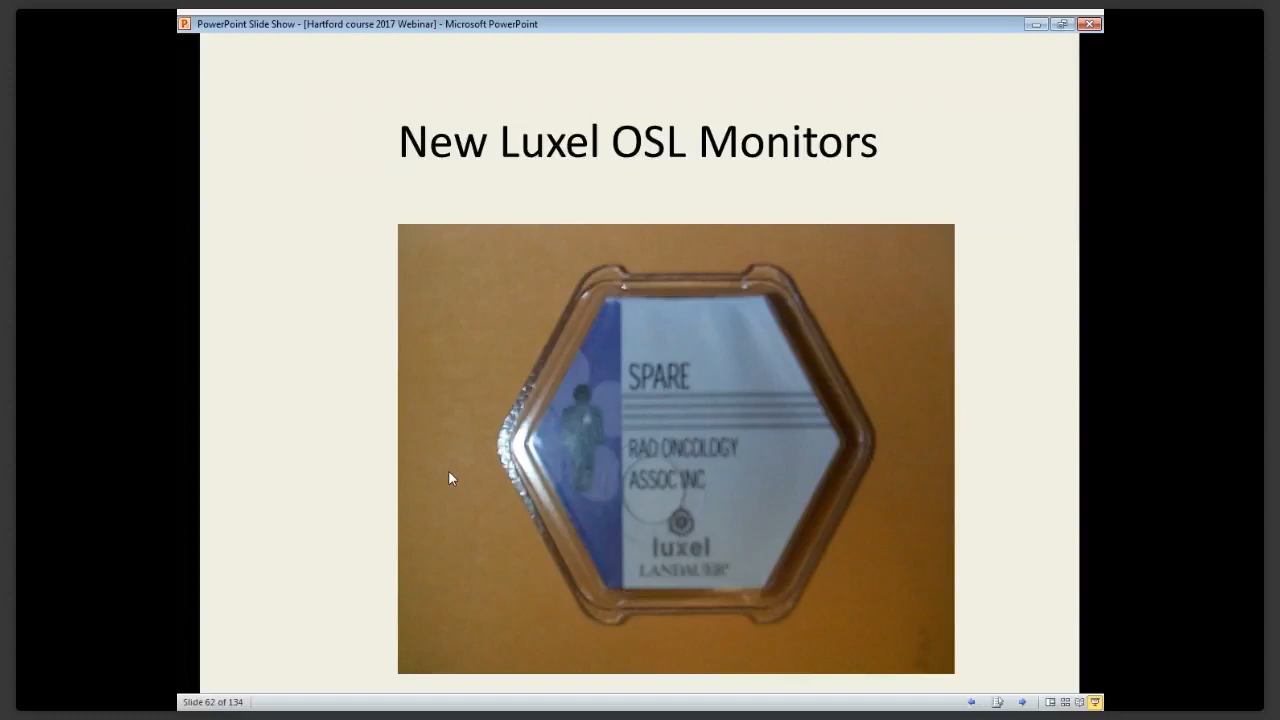 PowerPoint Slide Show - [Hartford course 2017 Webinar] - Microsoft PowerPoint
New Luxel OSL Monitors
SPARE
RAD ONCOLOGY
ASSOC INC
luxel
LANDAUER®
Slide 62 of 134